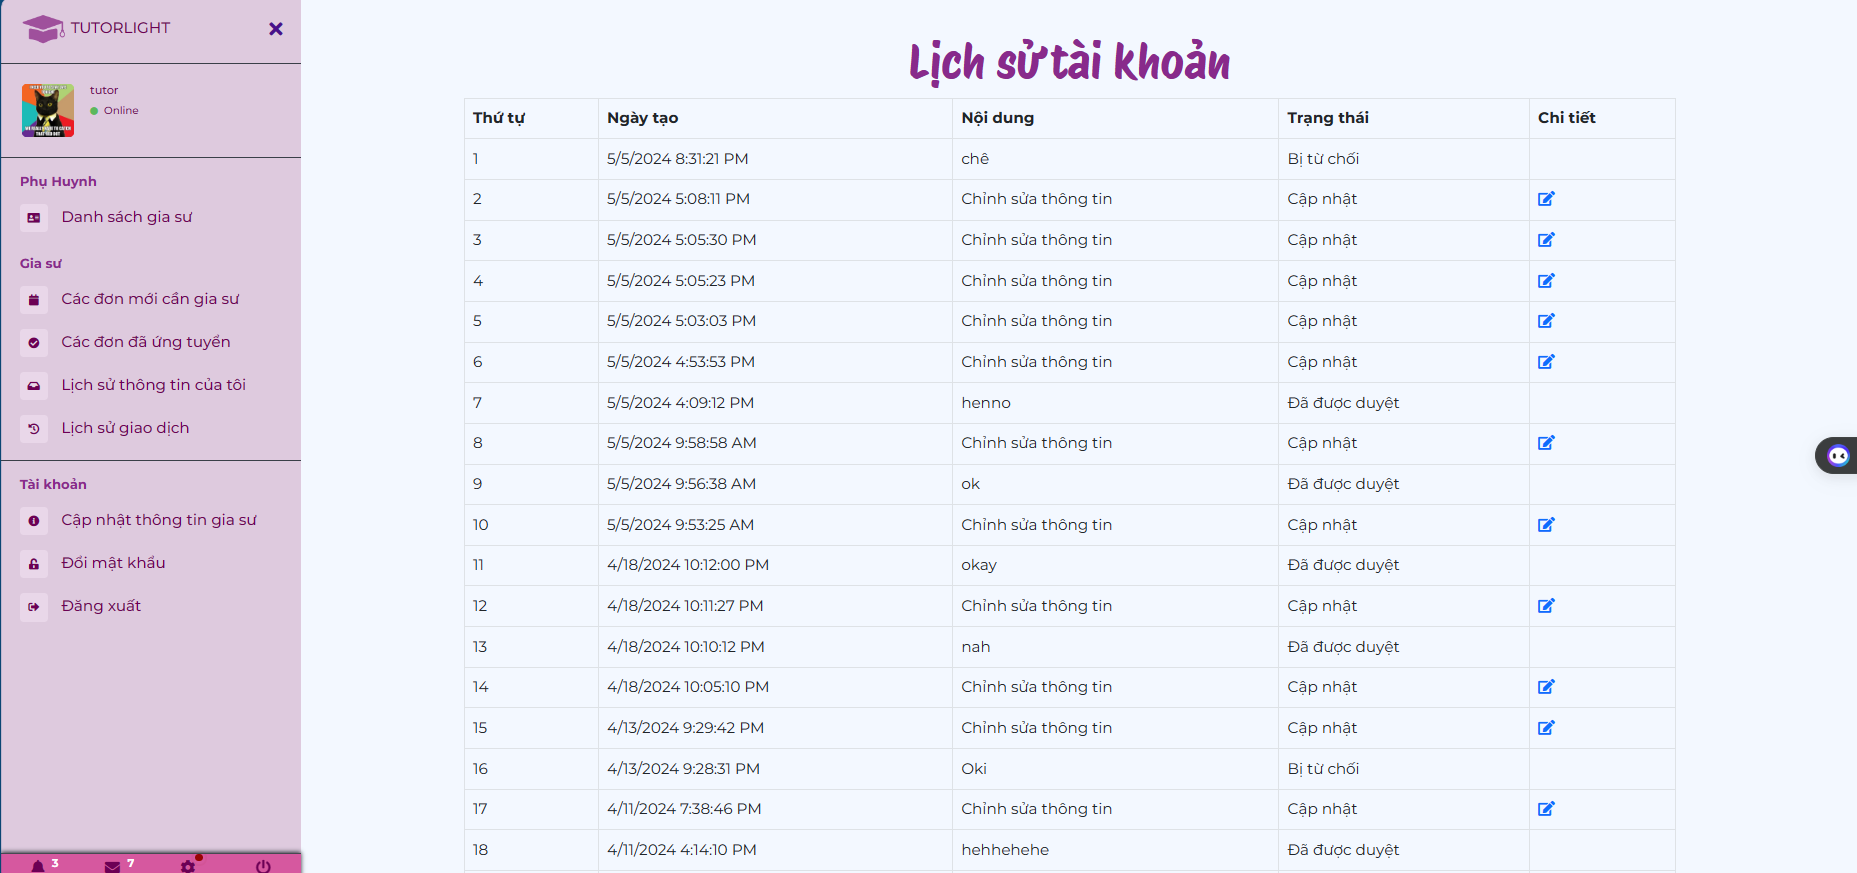 TUTORLIGHT
tutor
Online
Phụ Huynh
Danh sách gia sư
Gia sư
Các đơn mới cần gia sư
Các đơn đã ứng tuyển
Lịch sử thông tin của tôi
Lịch sử giao dịch
Tài khoản
Cập nhật thông tin gia sư
Đổi mật khẩu
Đăng xuất
3 7
Lịch sử tài khoản
Thứ tự Ngày tạo Nội dung Trạng thái Chi tiết
1 5/5/2024 8:31:21 PM chê Bị từ chối
2 5/5/2024 5:08:11 PM Chỉnh sửa thông tin Cập nhật
3 5/5/2024 5:05:30 PM Chỉnh sửa thông tin Cập nhật
4 5/5/2024 5:05:23 PM Chỉnh sửa thông tin Cập nhật
5 5/5/2024 5:03:03 PM Chỉnh sửa thông tin Cập nhật
6 5/5/2024 4:53:53 PM Chỉnh sửa thông tin Cập nhật
7 5/5/2024 4:09:12 PM henno Đã được duyệt
8 5/5/2024 9:58:58 AM Chỉnh sửa thông tin Cập nhật
9 5/5/2024 9:56:38 AM ok Đã được duyệt
10 5/5/2024 9:53:25 AM Chỉnh sửa thông tin Cập nhật
11 4/18/2024 10:12:00 PM okay Đã được duyệt
12 4/18/2024 10:11:27 PM Chỉnh sửa thông tin Cập nhật
13 4/18/2024 10:10:12 PM nah Đã được duyệt
14 4/18/2024 10:05:10 PM Chỉnh sửa thông tin Cập nhật
15 4/13/2024 9:29:42 PM Chỉnh sửa thông tin Cập nhật
16 4/13/2024 9:28:31 PM Oki Bị từ chối
17 4/11/2024 7:38:46 PM Chỉnh sửa thông tin Cập nhật
18 4/11/2024 4:14:10 PM hehhehehe Đã được duyệt